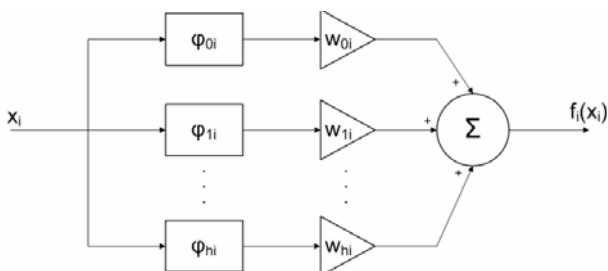 φ0i w0i
xi φ1i w1i + + + Σ fi(xi)
φhi whi